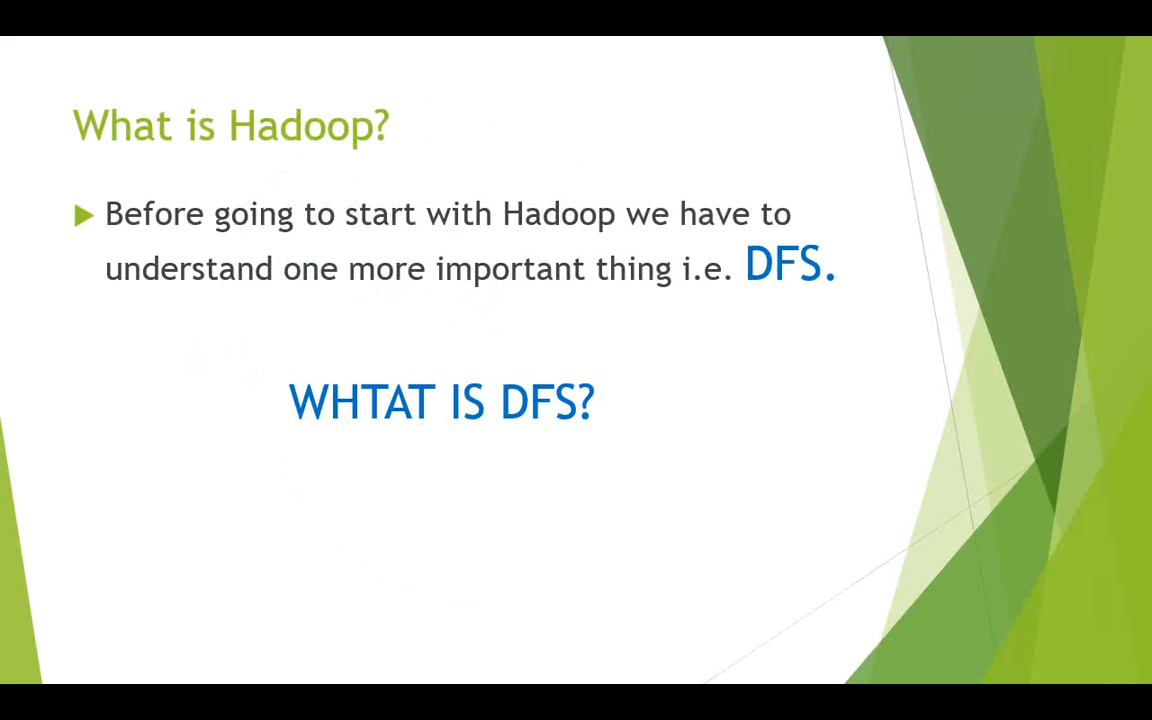 What is Hadoop?
Before going to start with Hadoop we have to
understand one more important thing i.e. DFS.
WHTAT IS DFS?